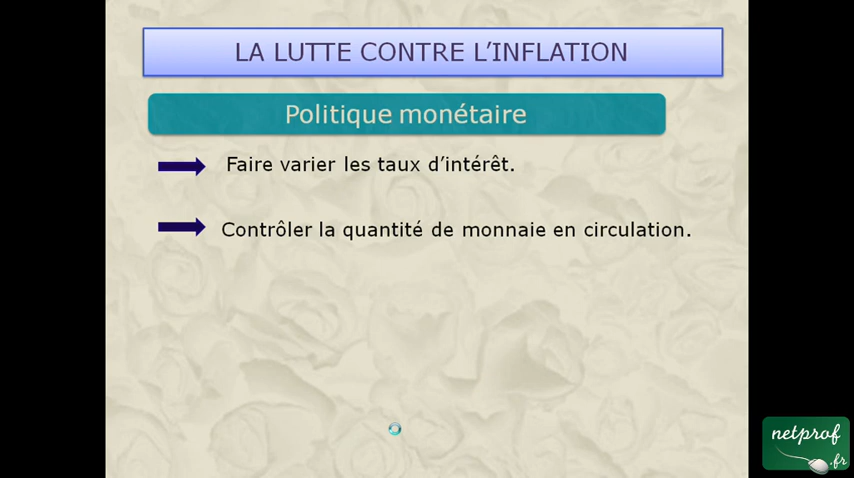 LA LUTTE CONTRE L’INFLATION
Politique monétaire
Faire varier les taux d’intérêt.
Contrôler la quantité de monnaie en circulation.
netprof
.fr